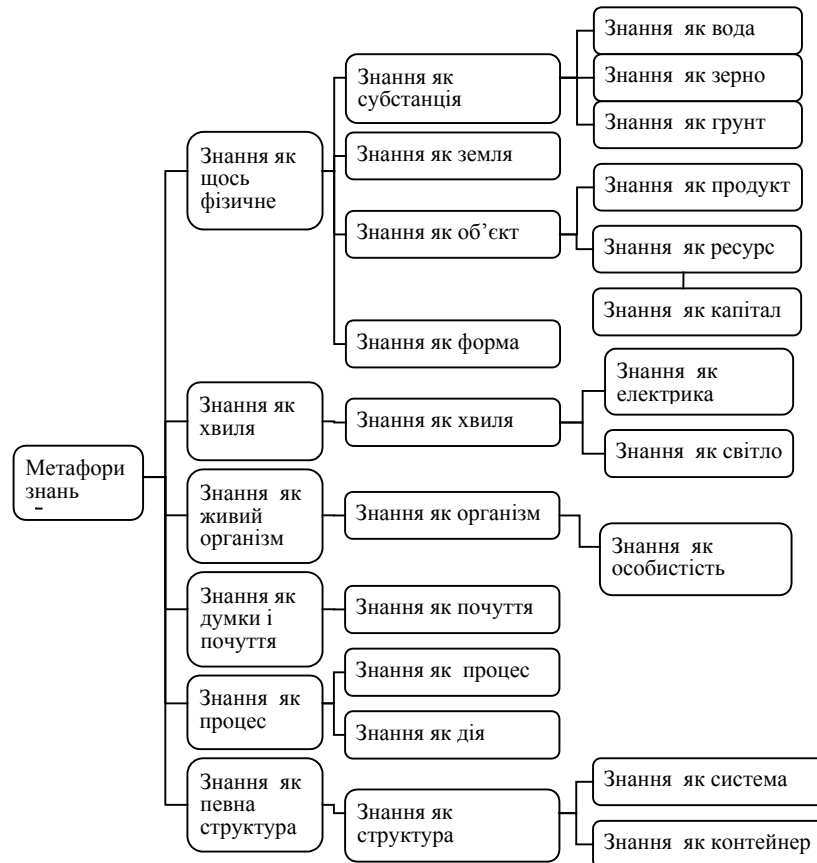 Метафори
знань
Знання як
щось
фізичне
Знання як
субстанція
Знання як вода
Знання як зерно
Знання як грунт
Знання як земля
Знання як об’єкт
Знання як продукт
Знання як ресурс
Знання як капітал
Знання як форма
Знання як
хвиля
Знання як хвиля
Знання як
електрика
Знання як світло
Знання як
живий
організм
Знання як організм
Знання як
особистість
Знання як
думки і
почуття
Знання як почуття
Знання як
процес
Знання як процес
Знання як дія
Знання як
певна
структура
Знання як
структура
Знання як система
Знання як контейнер